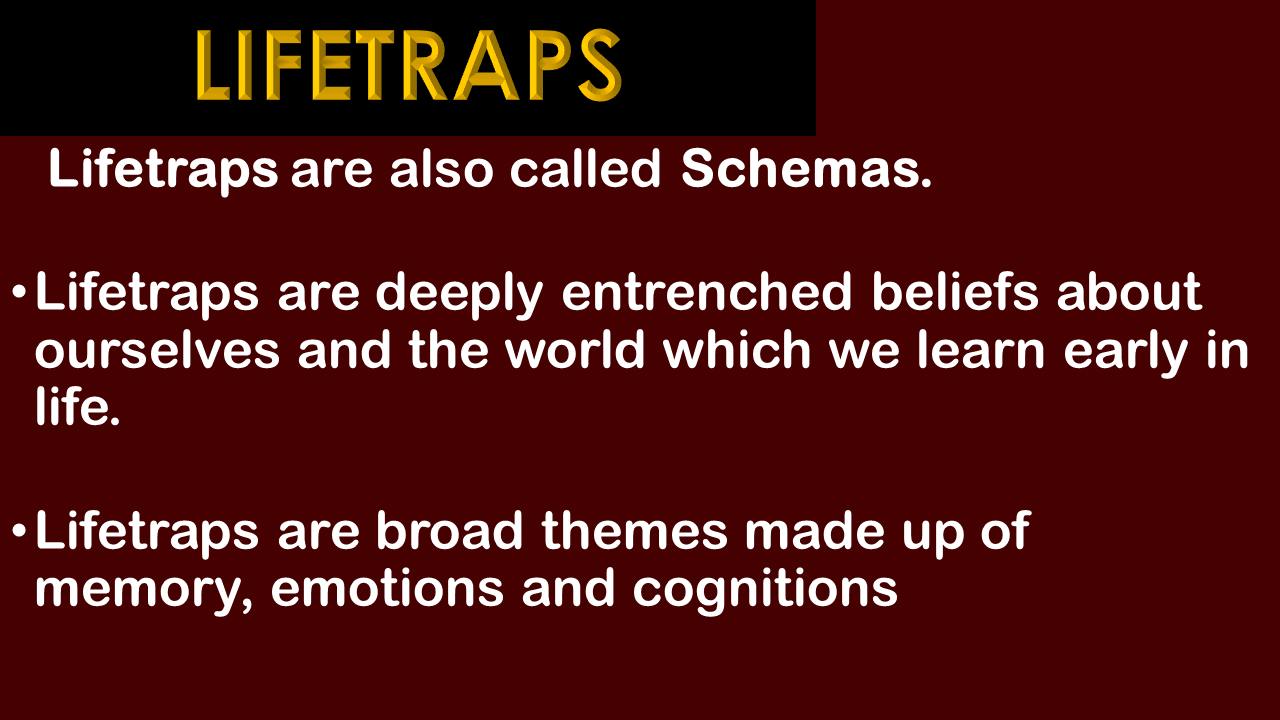 LIFETRAPS
Lifetraps are also called Schemas.
•Lifetraps are deeply entrenched beliefs about
ourselves and the world which we learn early in
life.
•Lifetraps are broad themes made up of
memory, emotions and cognitions